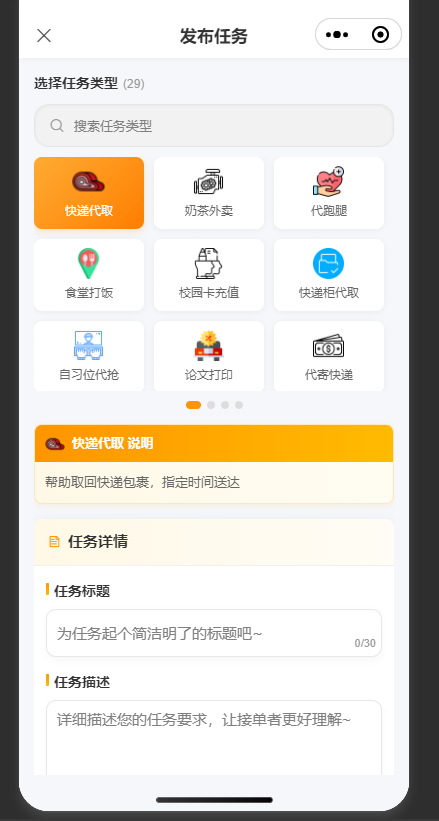 发布任务
选择任务类型 (29)
搜索任务类型
快递代取 奶茶外卖 代跑腿
食堂打饭 校园卡充值 快递柜代取
自习位代抢 论文打印 代寄快递
快递代取 说明
帮助取回快递包裹，指定时间送达
任务详情
任务标题
为任务起个简洁明了的标题吧~
0/30
任务描述
详细描述您的任务要求，让接单者更好理解~